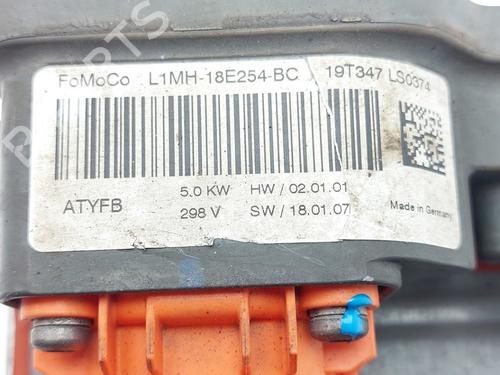 PARTS
FoMoCo L1MH-18E254-BC 19T347 LS0374
ATYFB 5.0 KW HW / 02.01.01
298 V SW / 18.01.07 Made in Germany